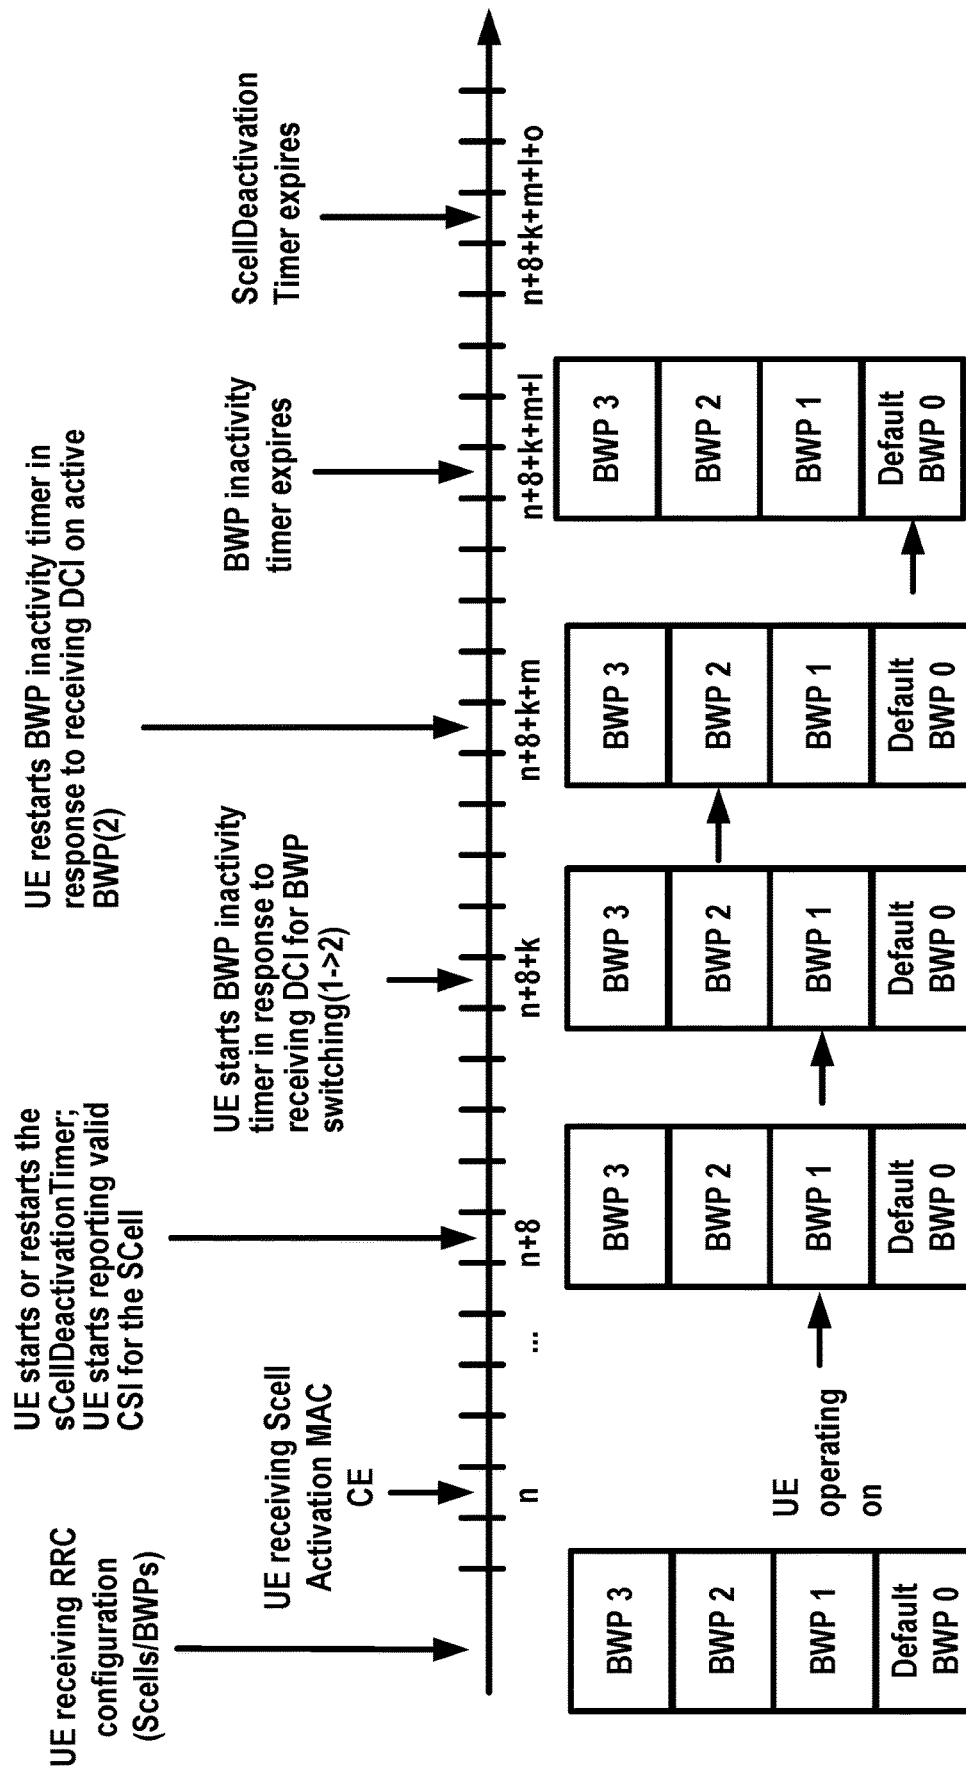 UE receiving RRC
configuration
(Scells/BWPs)
UE receiving Scell
Activation MAC
CE
UE starts or restarts the
sCellDeactivationTimer;
UE starts reporting valid
CSI for the SCell
UE starts BWP inactivity
timer in response to
receiving DCI for BWP
switching(1->2)
UE restarts BWP inactivity timer in
response to receiving DCI on active
BWP(2)
BWP inactivity
timer expires
ScellDeactivation
Timer expires
n
...
n+8
n+8+k
n+8+k+m
n+8+k+m+l
n+8+k+m+l+o
BWP 3
BWP 2
BWP 1
Default
BWP 0
UE
operating
on
BWP 3
BWP 2
BWP 1
Default
BWP 0
BWP 3
BWP 2
BWP 1
Default
BWP 0
BWP 3
BWP 2
BWP 1
Default
BWP 0
BWP 3
BWP 2
BWP 1
Default
BWP 0